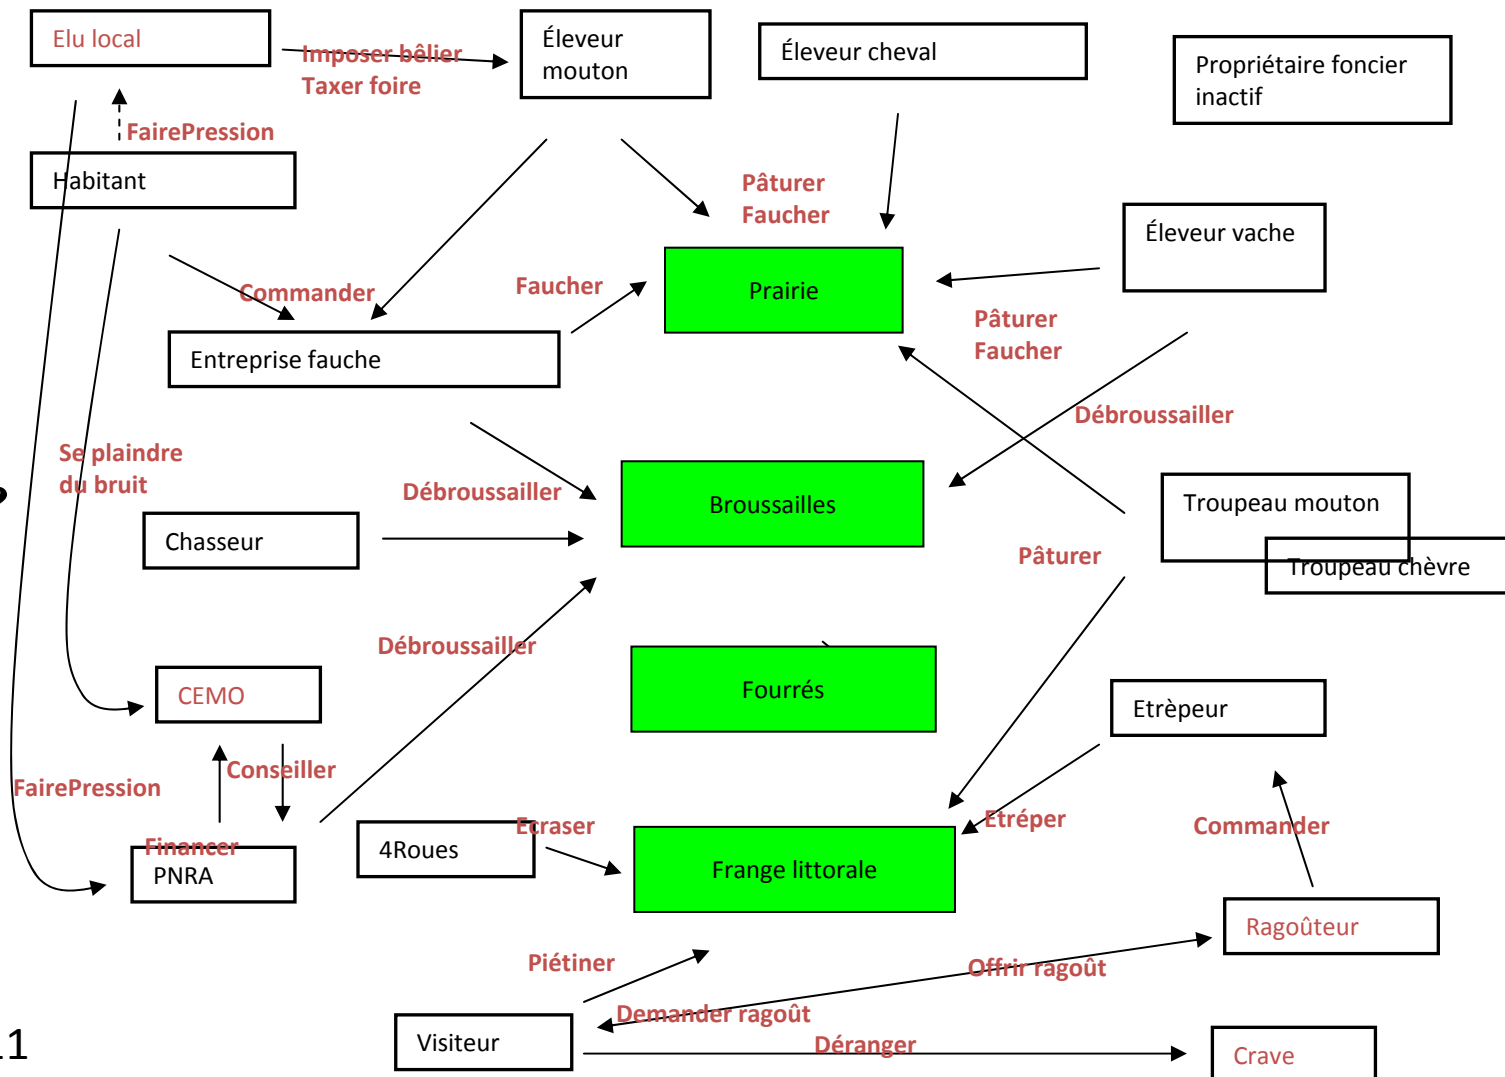 Elu local
Imposer bêlier
Taxer foire
Éleveur
mouton
Éleveur cheval
Propriétaire foncier
inactif
FairePression
Habitant
Pâturer
Faucher
Éleveur vache
Commander
Faucher
Prairie
Entreprise fauche
Pâturer
Faucher
Débroussailler
Se plaindre
du bruit
Débroussailler
Broussailles
Troupeau mouton
Chasseur
Pâturer
Troupeau chèvre
Débroussailler
CEMO
Fourrés
Etrèpeur
Conseiller
FairePression
Financer
PNRA
4Roues
Ecraser
Frange littorale
Etréper
Commander
Ragoûteur
Piétiner
Offrir ragoût
Demander ragoût
Visiteur
Déranger
Crave